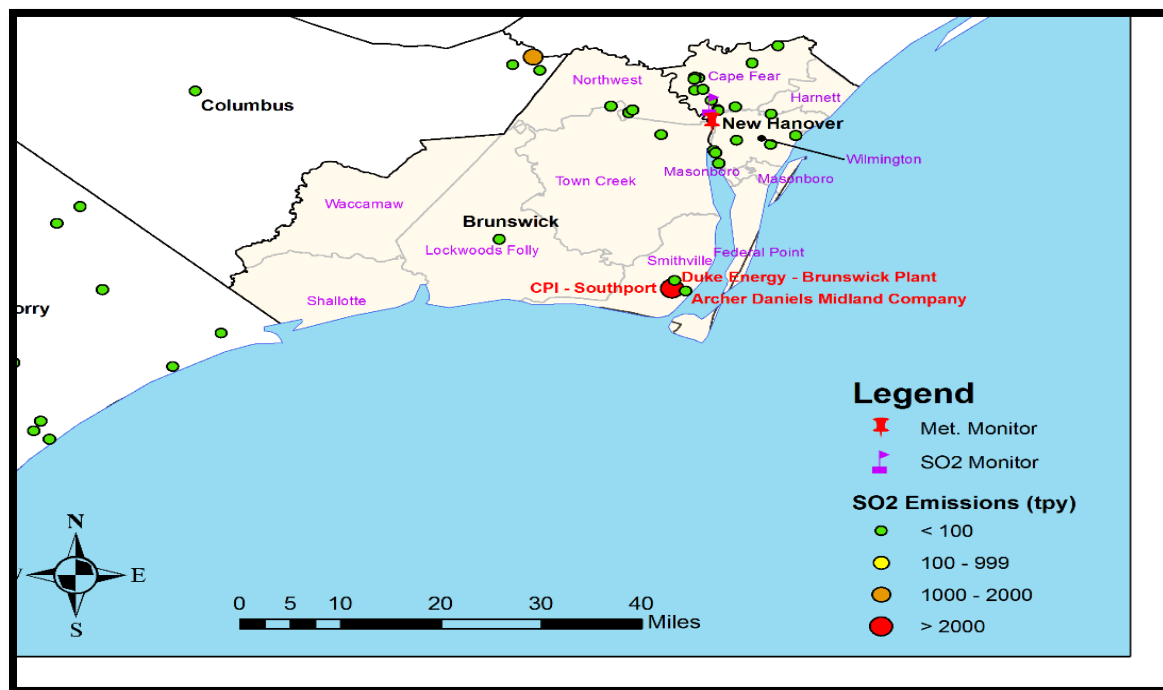 Northwest
Cape Fear
Columbus
Harnett
New Hanover
Wilmington
Masonboro
Masonboro
Town Creek
Waccamaw
Brunswick
Lockwoods Folly
Federal Point
Smithville
Duke Energy - Brunswick Plant
CPI - Southport
Archer Daniels Midland Company
Shallotte
orry
Legend
Met. Monitor
SO2 Monitor
SO2 Emissions (tpy)
< 100
100 - 999
1000 - 2000
> 2000
N
E
S
0 5 10 20 30 40
Miles